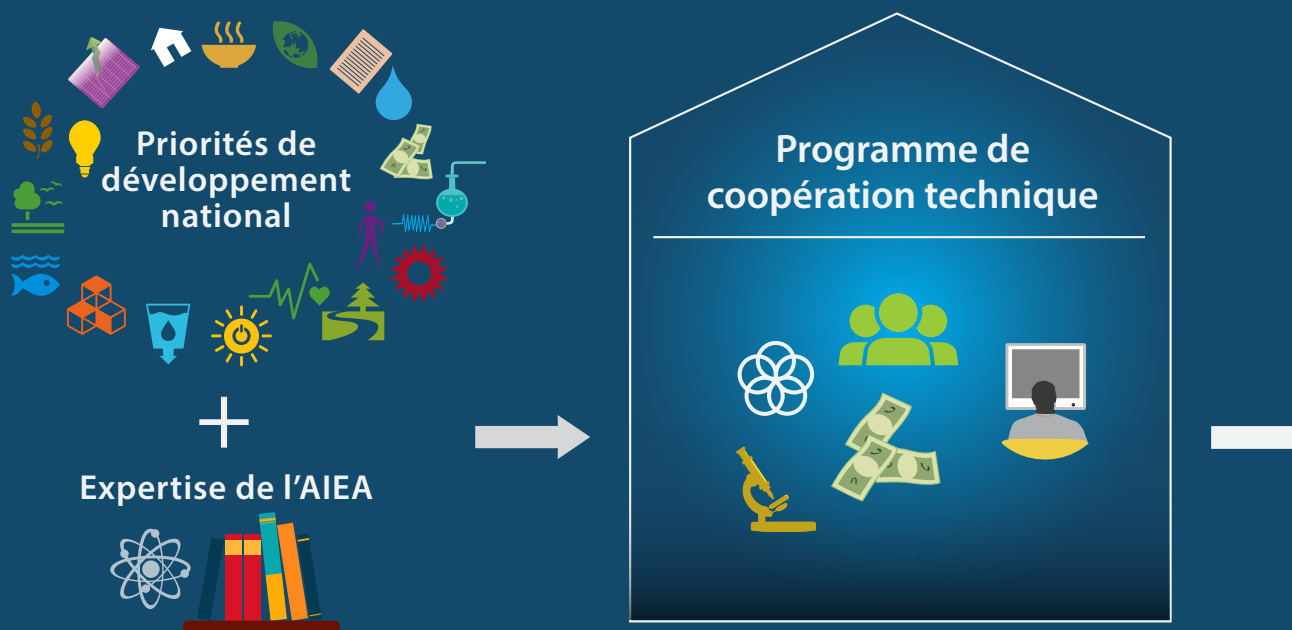 Priorités de
développement
national
+
Expertise de l'AIEA
Programme de
coopération technique